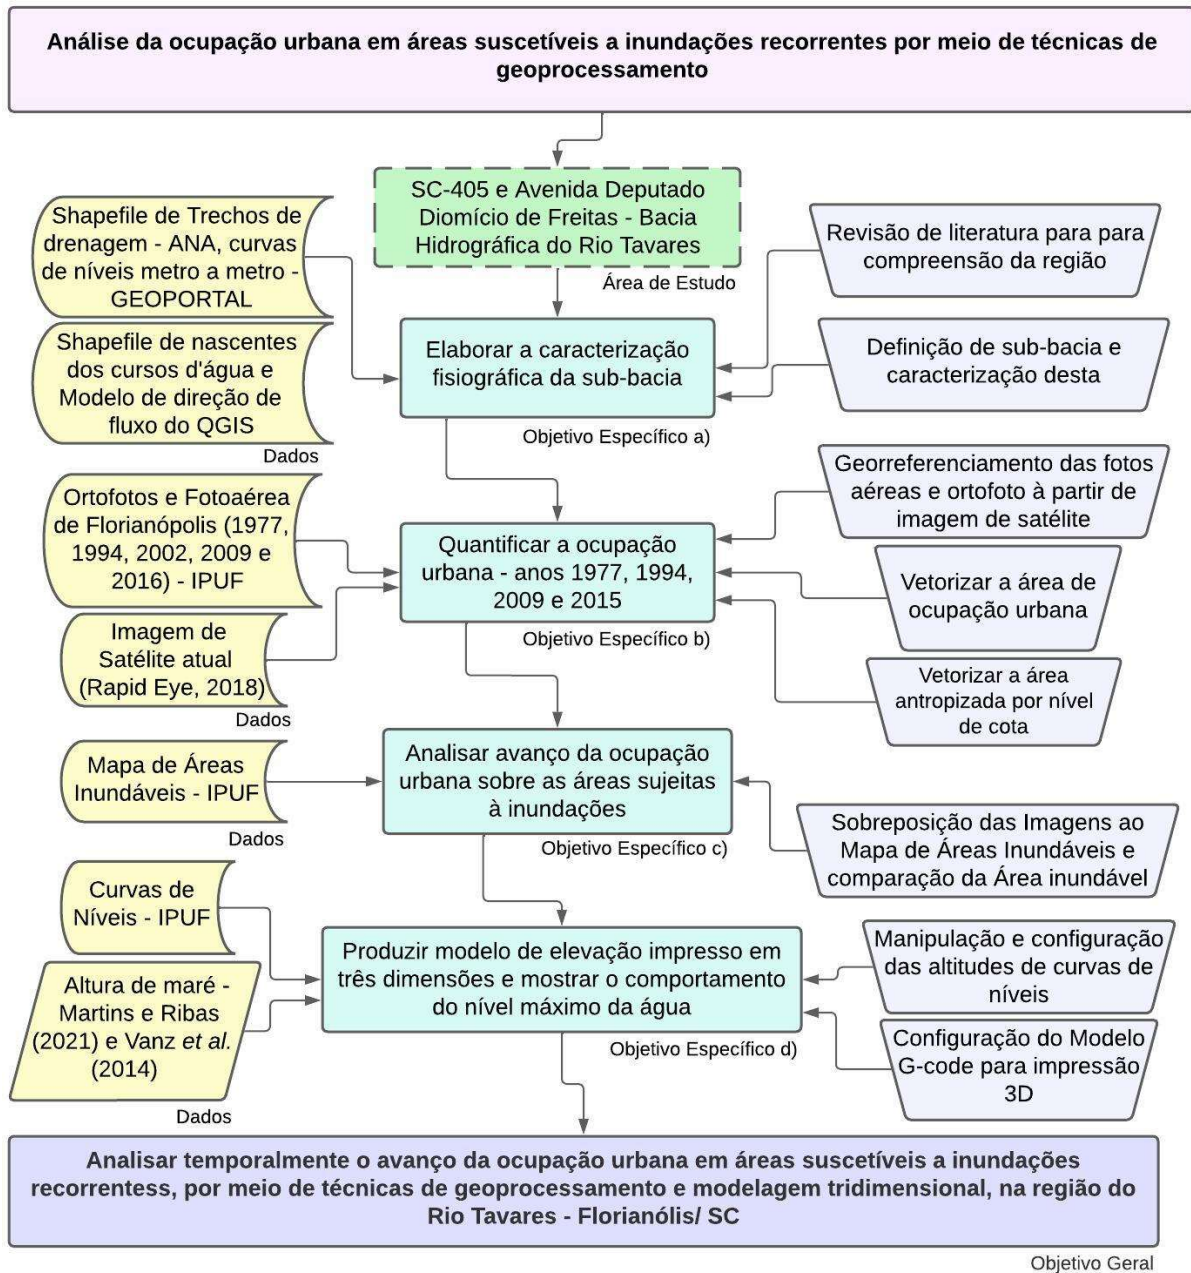 Análise da ocupação urbana em áreas suscetíveis a inundações recorrentes por meio de técnicas de
geoprocessamento
SC-405 e Avenida Deputado
Diomício de Freitas - Bacia
Hidrográfica do Rio Tavares
Área de Estudo
Shapefile de Trechos de
drenagem - ANA, curvas
de níveis metro a metro -
GEOPORTAL
Shapefile de nascentes
dos cursos d'água e
Modelo de direção de
fluxo do QGIS
Dados
Elaborar a caracterização
fisiográfica da sub-bacia
Objetivo Específico a)
Revisão de literatura para para
compreensão da região
Definição de sub-bacia e
caracterização desta
Ortofotos e Fotoaérea
de Florianópolis (1977,
1994, 2002, 2009 e
2016) - IPUF
Imagem de
Satélite atual
(Rapid Eye, 2018)
Dados
Quantificar a ocupação
urbana - anos 1977, 1994,
2009 e 2015
Objetivo Específico b)
Georreferenciamento das fotos
aéreas e ortofoto à partir de
imagem de satélite
Vetorizar a área de
ocupação urbana
Vetorizar a área
antropizada por nível
de cota
Mapa de Áreas
Inundáveis - IPUF
Dados
Analisar avanço da ocupação
urbana sobre as áreas sujeitas
à inundações
Objetivo Específico c)
Sobreposição das Imagens ao
Mapa de Áreas Inundáveis e
comparação da Área inundável
Curvas de
Níveis - IPUF
Altura de maré -
Martins e Ribas
(2021) e Vanz et al.
(2014)
Dados
Produzir modelo de elevação impresso em
três dimensões e mostrar o comportamento
do nível máximo da água
Objetivo Específico d)
Manipulação e configuração
das altitudes de curvas de
níveis
Configuração do Modelo
G-code para impressão
3D
Analisar temporalmente o avanço da ocupação urbana em áreas suscetíveis a inundações
recorrentess, por meio de técnicas de geoprocessamento e modelagem tridimensional, na região do
Rio Tavares - Florianólis/ SC
Objetivo Geral